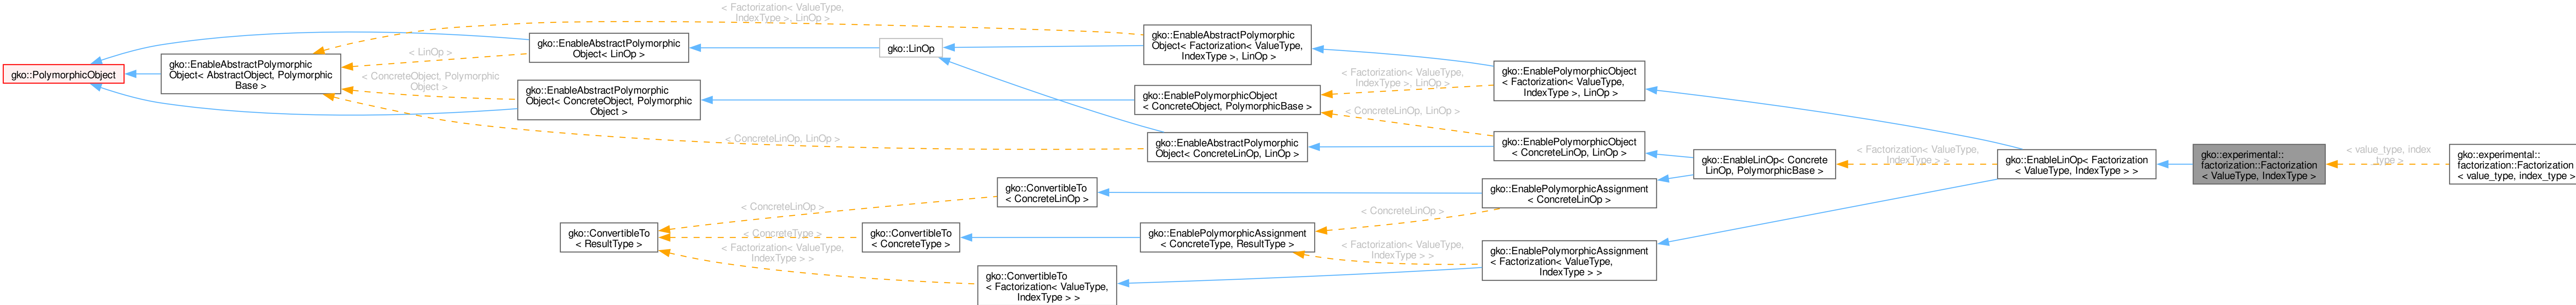 gko::PolymorphicObject
gko::EnableAbstractPolymorphic
Object< AbstractObject, Polymorphic
Base >
< Factorization< ValueType,
IndexType >, LinOp >
< LinOp >
< ConcreteObject, Polymorphic
Object >
< ConcreteLinOp, LinOp >
gko::EnableAbstractPolymorphic
Object< LinOp >
gko::EnableAbstractPolymorphic
Object< ConcreteObject, Polymorphic
Object >
gko::LinOp
gko::EnableAbstractPolymorphic
Object< Factorization< ValueType,
IndexType >, LinOp >
gko::EnablePolymorphicObject
< ConcreteObject, PolymorphicBase >
gko::EnableAbstractPolymorphic
Object< ConcreteLinOp, LinOp >
< Factorization< ValueType,
IndexType >, LinOp >
< ConcreteLinOp, LinOp >
gko::EnablePolymorphicObject
< Factorization< ValueType,
IndexType >, LinOp >
gko::EnablePolymorphicObject
< ConcreteLinOp, LinOp >
gko::ConvertibleTo
< ResultType >
< ConcreteLinOp >
< ConcreteType >
< Factorization< ValueType,
IndexType > >
gko::ConvertibleTo
< ConcreteLinOp >
gko::ConvertibleTo
< ConcreteType >
gko::ConvertibleTo
< Factorization< ValueType,
IndexType > >
gko::EnablePolymorphicAssignment
< ConcreteType, ResultType >
< ConcreteLinOp >
< Factorization< ValueType,
IndexType > >
gko::EnablePolymorphicAssignment
< ConcreteLinOp >
gko::EnablePolymorphicAssignment
< Factorization< ValueType,
IndexType > >
gko::EnableLinOp< Concrete
LinOp, PolymorphicBase >
< Factorization< ValueType,
IndexType > >
gko::EnableLinOp< Factorization
< ValueType, IndexType > >
gko::experimental::
factorization::Factorization
< ValueType, IndexType >
< value_type, index
_type >
gko::experimental::
factorization::Factorization
< value_type, index_type >